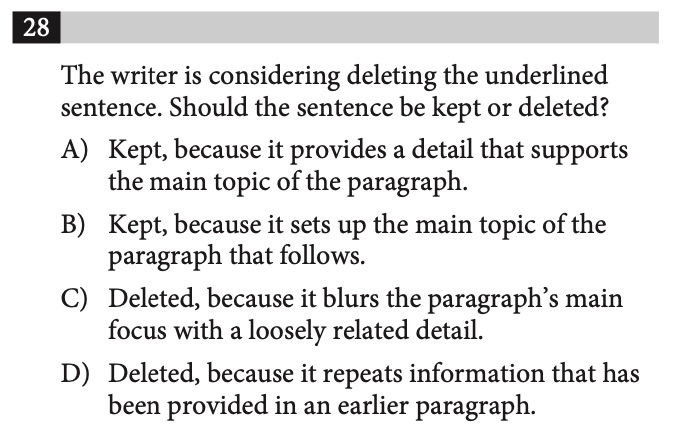 28
The writer is considering deleting the underlined
sentence. Should the sentence be kept or deleted?
A) Kept, because it provides a detail that supports
the main topic of the paragraph.
B) Kept, because it sets up the main topic of the
paragraph that follows.
C) Deleted, because it blurs the paragraph’s main
focus with a loosely related detail.
D) Deleted, because it repeats information that has
been provided in an earlier paragraph.